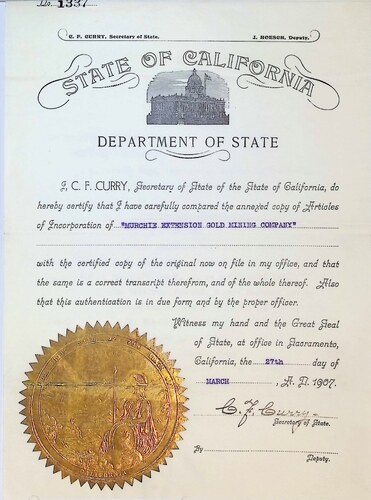 No. 1337
C. F. CURRY, Secretary of State.
J. HOESCH, Deputy.
STATE OF CALIFORNIA
DEPARTMENT OF STATE
I, C. F. CURRY, Secretary of State of the State of California, do
hereby certify that I have carefully compared the annexed copy of Articles
of Incorporation of "MURCHIE EXTENSION GOLD MINING COMPANY"
with the certified copy of the original now on file in my office, and that
the same is a correct transcript therefrom, and of the whole thereof. Also
that this authentication is in due form and by the proper officer.
Witness my hand and the Great Seal
of State, at office in Sacramento,
California, the 27th day of
MARCH, A. D. 1907.
C. F. Curry
Secretary of State.
By
Deputy.